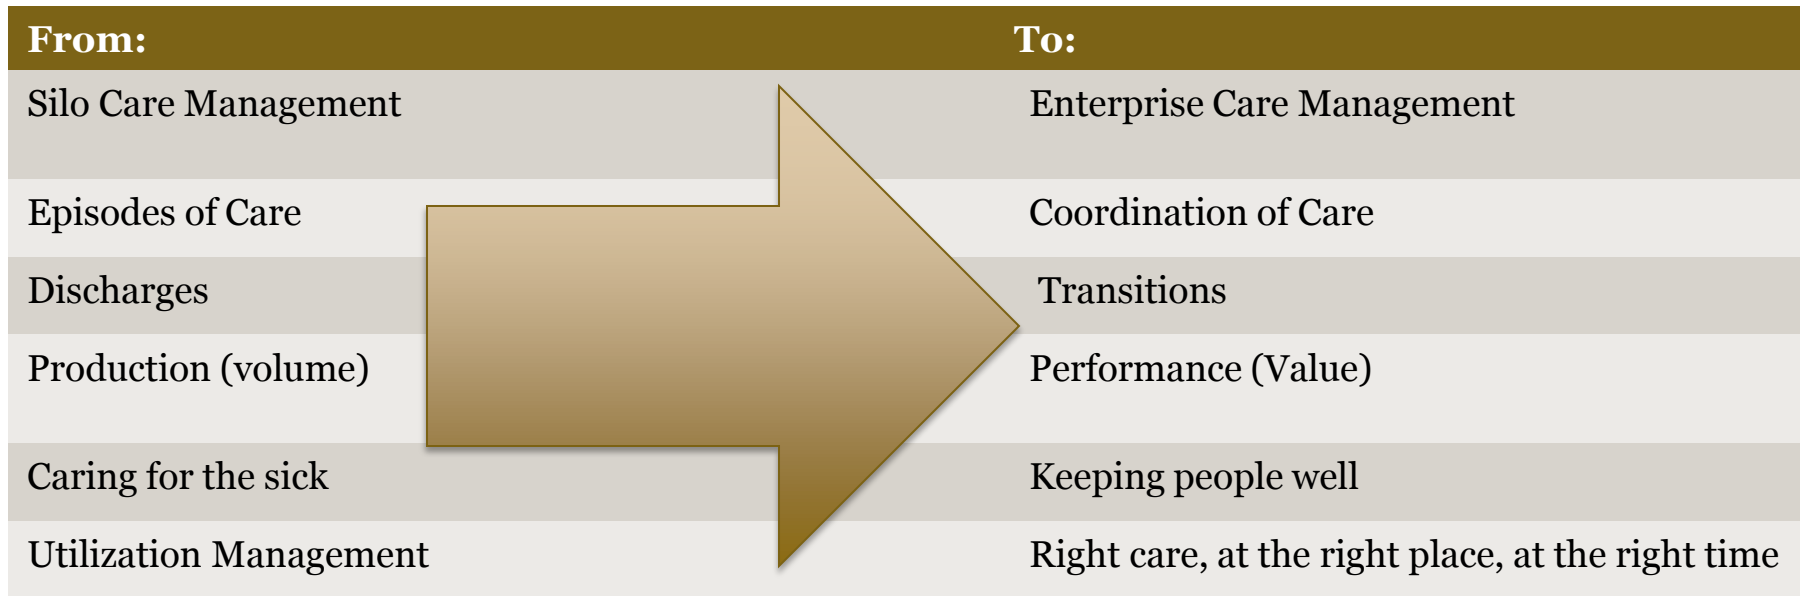 From: To:
Silo Care Management Enterprise Care Management
Episodes of Care Coordination of Care
Discharges Transitions
Production (volume) Performance (Value)
Caring for the sick Keeping people well
Utilization Management Right care, at the right place, at the right time